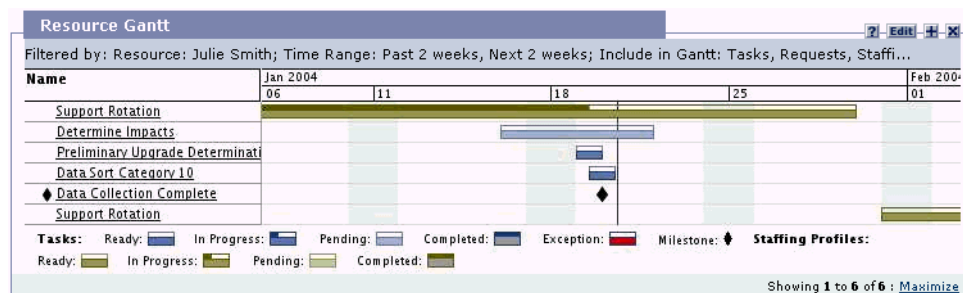 Resource Gantt
? Edit + X
Filtered by: Resource: Julie Smith; Time Range: Past 2 weeks, Next 2 weeks; Include in Gantt: Tasks, Requests, Staffi...
Name Jan 2004 Feb 2004
06 11 18 25 01
Support Rotation
Determine Impacts
Preliminary Upgrade Determinati
Data Sort Category 10
Data Collection Complete
Support Rotation
Tasks: Ready: In Progress: Pending: Completed: Exception: Milestone: Staffing Profiles:
Ready: In Progress: Pending: Completed:
Showing 1 to 6 of 6 : Maximize